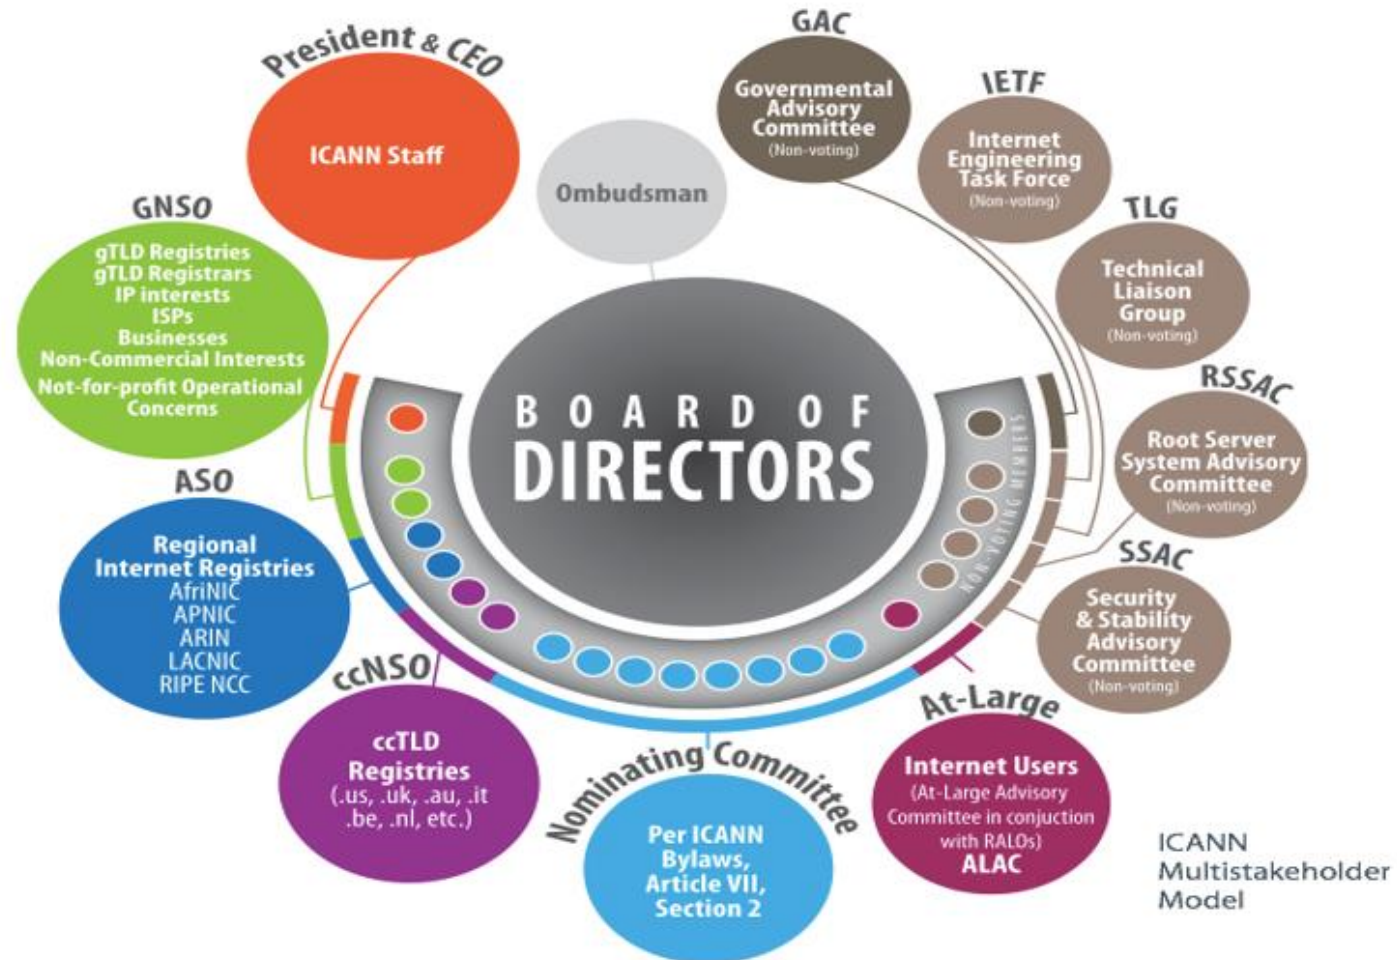 President & CEO
ICANN Staff
Ombudsman
GAC
Governmental
Advisory
Committee
(Non-voting)
IETF
Internet
Engineering
Task Force
(Non-voting)
TLG
Technical
Liaison
Group
(Non-voting)
RSSAC
Root Server
System Advisory
Committee
(Non-voting)
SSAC
Security
& Stability
Advisory
Committee
(Non-voting)
GNSO
gTLD Registries
gTLD Registrars
IP interests
ISPs
Businesses
Non-Commercial Interests
Not-for-profit Operational
Concerns
BOARD OF
DIRECTORS
NON-VOTING MEMBERS
ASO
Regional
Internet Registries
AfriNIC
APNIC
ARIN
LACNIC
RIPE NCC
ccNSO
ccTLD
Registries
(.us, .uk, .au, .it
.be, .nl, etc.)
Nominating Committee
Per ICANN
Bylaws,
Article VII,
Section 2
At-Large
Internet Users
(At-Large Advisory
Committee in conjuction
with RALOs)
ALAC
ICANN
Multistakeholder
Model